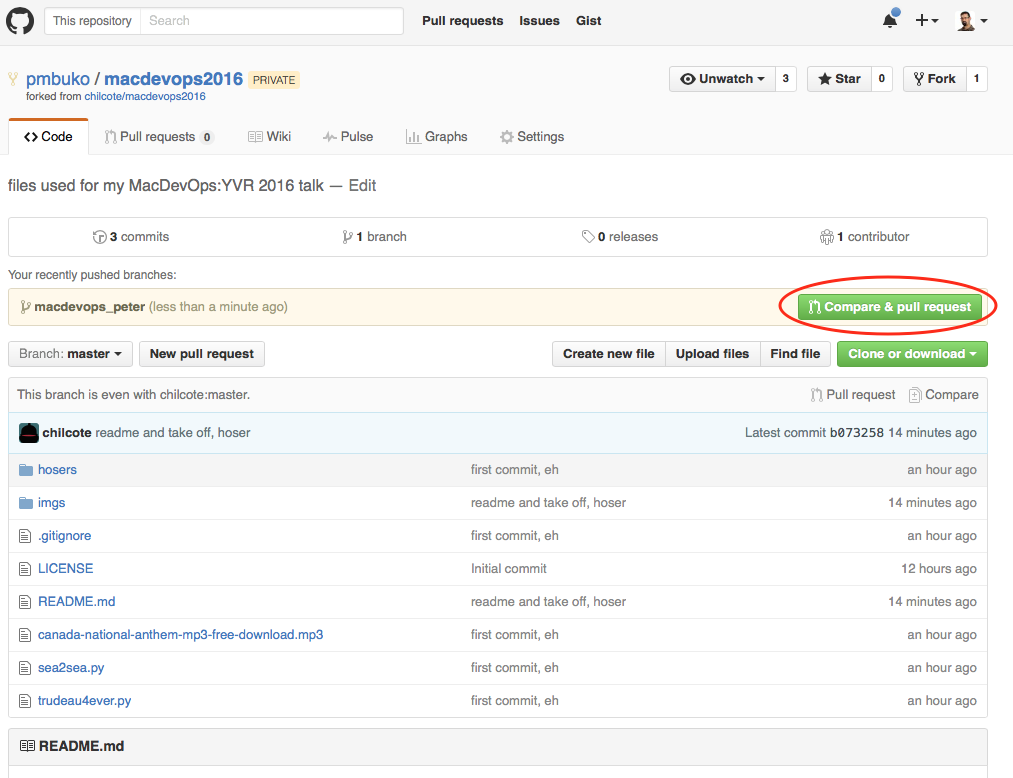 This repository Search Pull requests Issues Gist
pmbuko / macdevops2016 PRIVATE Unwatch 3 Star 0 Fork 1
forked from chilcote/macdevops2016
Code Pull requests 0 Wiki Pulse Graphs Settings
files used for my MacDevOps:YVR 2016 talk — Edit
3 commits 1 branch 0 releases 1 contributor
Your recently pushed branches:
macdevops_peter (less than a minute ago) Compare & pull request
Branch: master New pull request Create new file Upload files Find file Clone or download
This branch is even with chilcote:master. Pull request Compare
chilcote readme and take off, hoser Latest commit b073258 14 minutes ago
hosers first commit, eh an hour ago
imgs readme and take off, hoser 14 minutes ago
.gitignore first commit, eh an hour ago
LICENSE Initial commit 12 hours ago
README.md readme and take off, hoser 14 minutes ago
canada-national-anthem-mp3-free-download.mp3 first commit, eh an hour ago
sea2sea.py first commit, eh an hour ago
trudeau4ever.py first commit, eh an hour ago
README.md